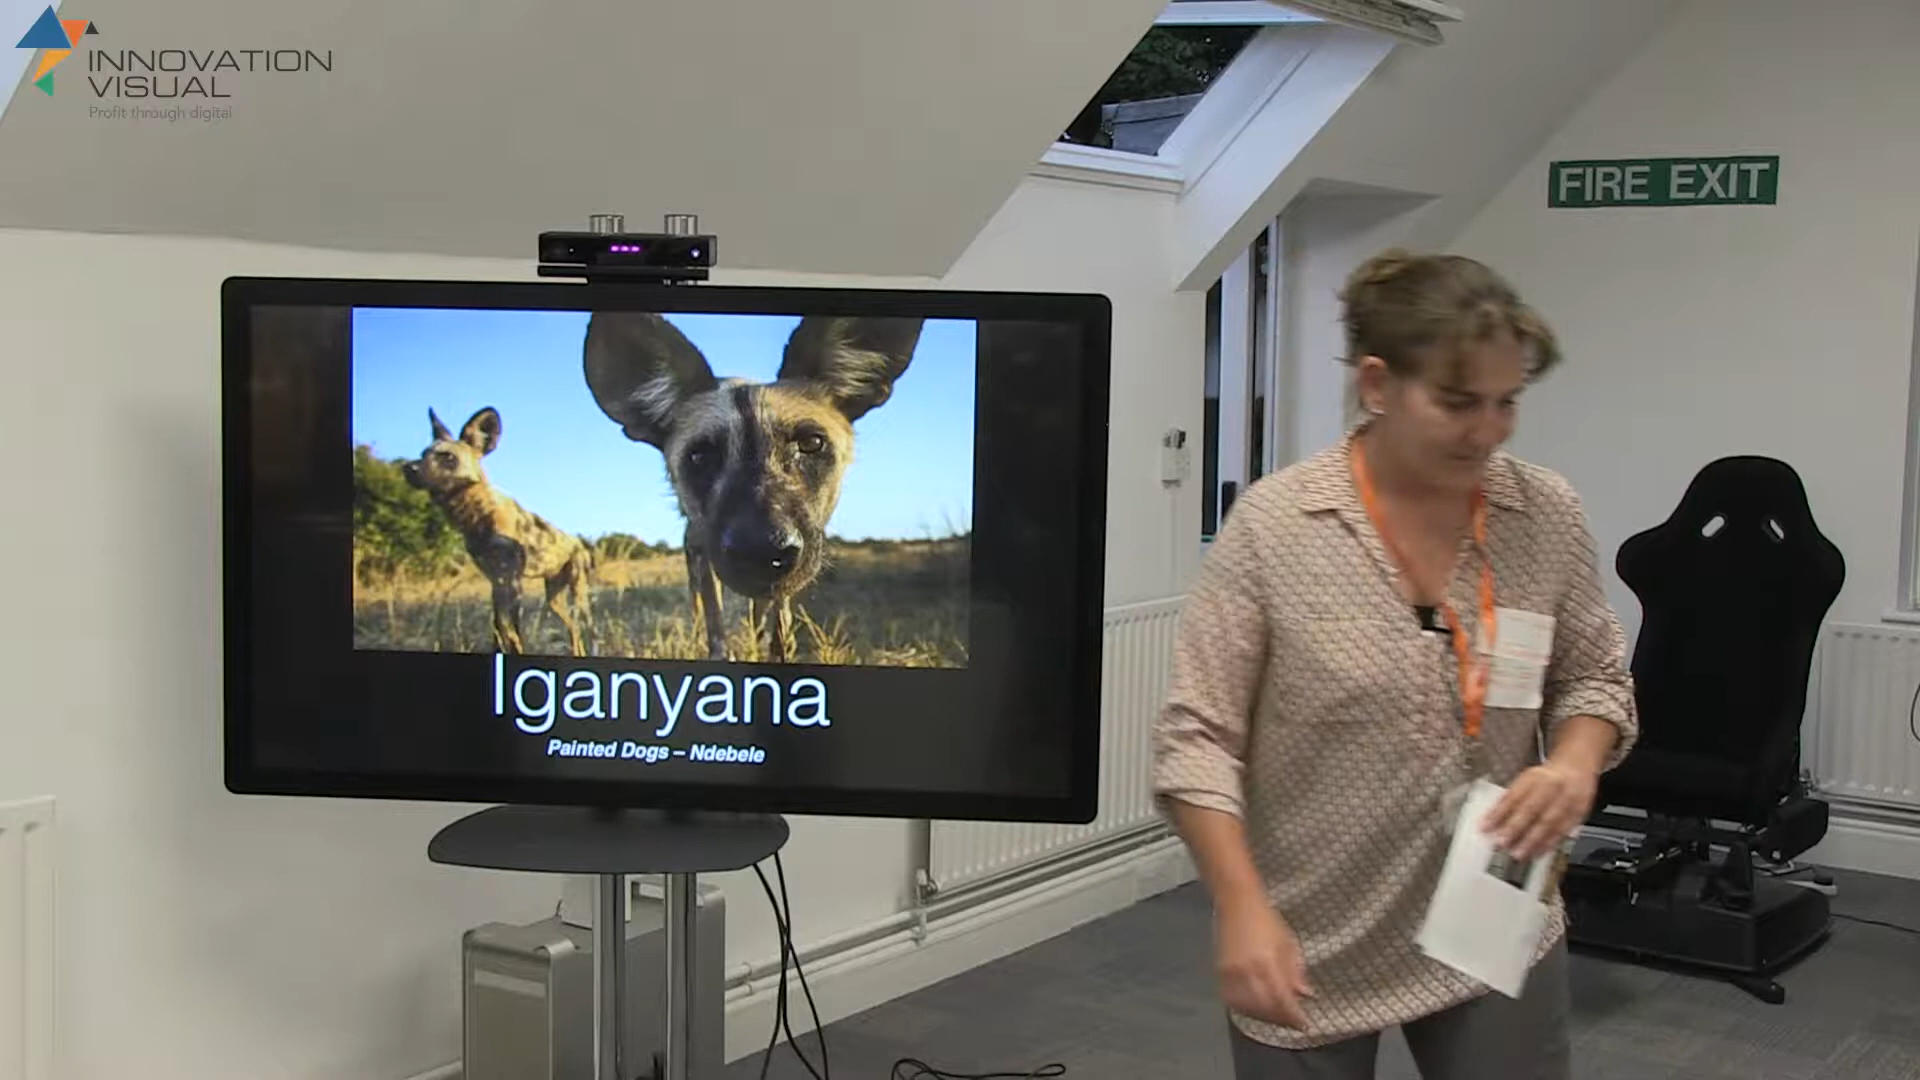 INNOVATION
VISUAL
Profit through digital
FIRE EXIT
Iganyana
Painted Dogs – Ndebele